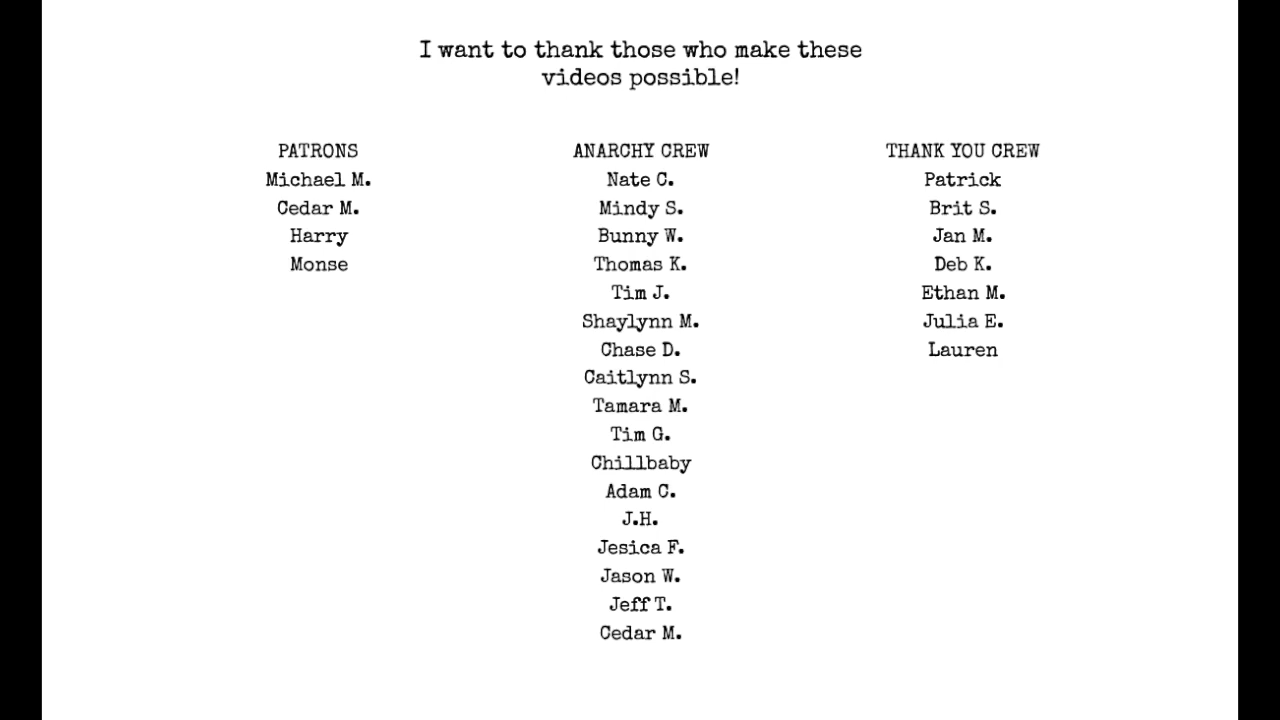 I want to thank those who make these
videos possible!
PATRONS
Michael M.
Cedar M.
Harry
Monse
ANARCHY CREW
Nate C.
Mindy S.
Bunny W.
Thomas K.
Tim J.
Shaylynn M.
Chase D.
Caitlynn S.
Tamara M.
Tim G.
Chillbaby
Adam C.
J.H.
Jesica F.
Jason W.
Jeff T.
Cedar M.
THANK YOU CREW
Patrick
Brit S.
Jan M.
Deb K.
Ethan M.
Julia E.
Lauren